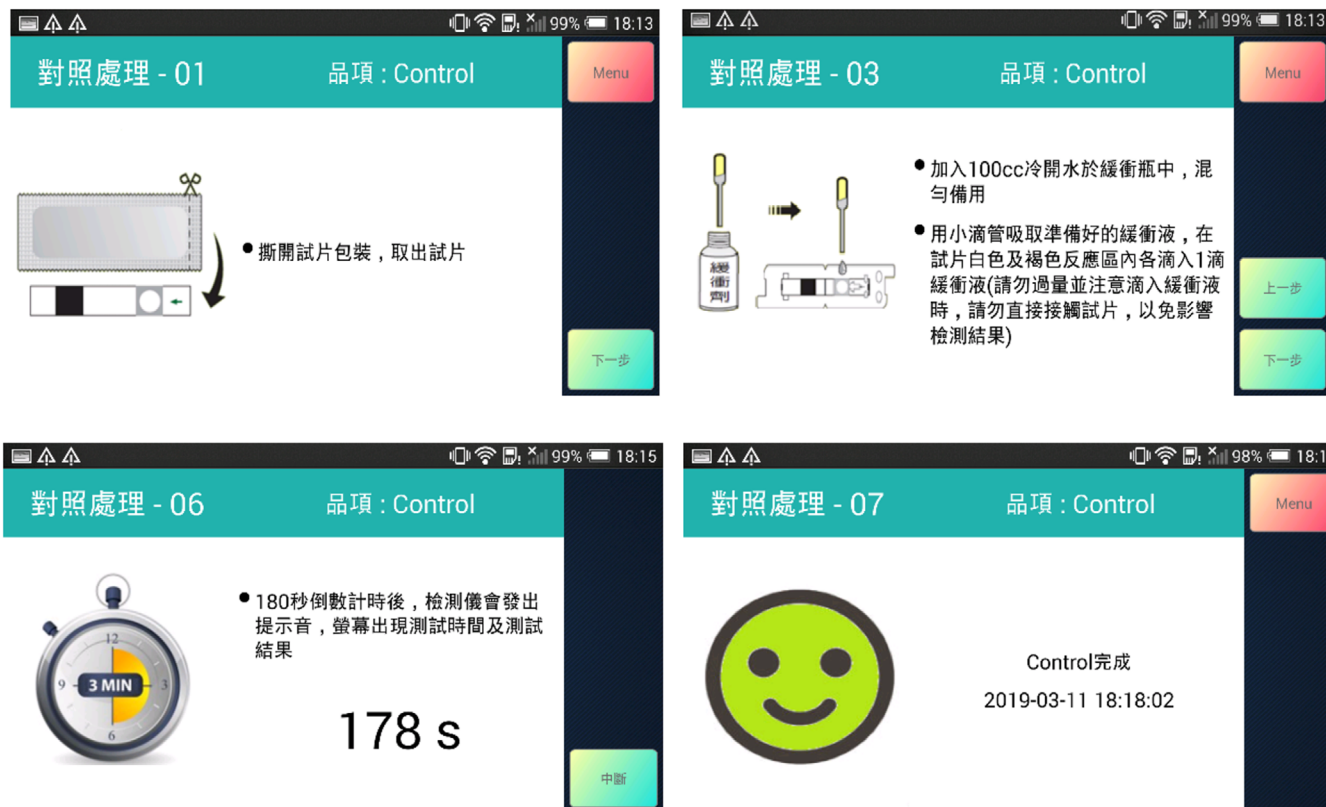 99% 18:13
對照處理 - 01
品項 : Control
Menu
撕開試片包裝，取出試片
下一步
99% 18:13
對照處理 - 03
品項 : Control
Menu
緩衝劑
加入100cc冷開水於緩衝瓶中，混
勻備用
用小滴管吸取準備好的緩衝液，在
試片白色及褐色反應區內各滴入1滴
緩衝液(請勿過量並注意滴入緩衝液
時，請勿直接接觸試片，以免影響
檢測結果)
上一步
下一步
99% 18:15
對照處理 - 06
品項 : Control
12
9
3 MIN
3
6
180秒倒數計時後，檢測儀會發出
提示音，螢幕出現測試時間及測試
結果
178 s
中斷
98% 18:1
對照處理 - 07
品項 : Control
Menu
Control完成
2019-03-11 18:18:02